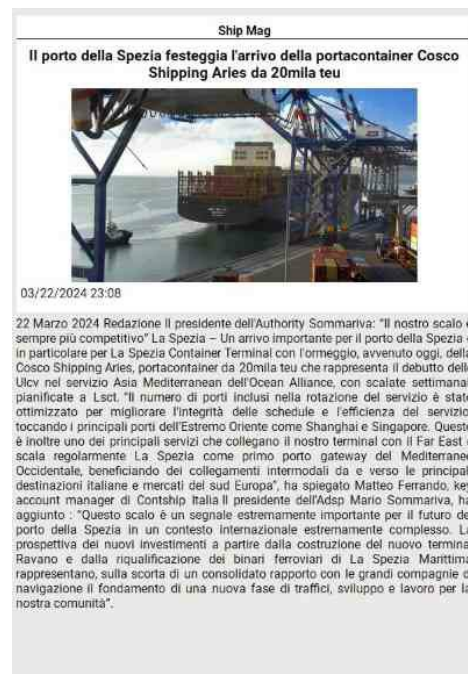 Ship Mag
Il porto della Spezia festeggia l'arrivo della portacontainer Cosco
Shipping Aries da 20mila teu
03/22/2024 23:08
22 Marzo 2024 Redazione Il presidente dell'Authority Sommariva: "Il nostro scalo
sempre più competitivo" La Spezia – Un arrivo importante per il porto della Spezia
in particolare per La Spezia Container Terminal con l'ormeggio, avvenuto oggi, della
Cosco Shipping Aries, portacontainer da 20mila teu che rappresenta il debutto delle
Ulcv nel servizio Asia Mediterranean dell'Ocean Alliance, con scalate settimanal
pianificate a Lsct. "Il numero di porti inclusi nella rotazione del servizio è stato
ottimizzato per migliorare l'integrità delle schedule e l'efficienza del servizio
toccando i principali porti dell'Estremo Oriente come Shanghai e Singapore. Questo
è inoltre uno dei principali servizi che collegano il nostro terminal con il Far East
scala regolarmente La Spezia come primo porto gateway del Mediterraneo
Occidentale, beneficiando dei collegamenti intermodali da e verso le principal
destinazioni italiane e mercati del sud Europa", ha spiegato Matteo Ferrando, key
account manager di Contship Italia Il presidente dell'Adsp Mario Sommariva, ha
aggiunto : "Questo scalo è un segnale estremamente importante per il futuro de
porto della Spezia in un contesto internazionale estremamente complesso. La
prospettiva dei nuovi investimenti a partire dalla costruzione del nuovo termina
Ravano e dalla riqualificazione dei binari ferroviari di La Spezia Marittima
rappresentano, sulla scorta di un consolidato rapporto con le grandi compagnie d
navigazione il fondamento di una nuova fase di traffici, sviluppo e lavoro per la
nostra comunità".